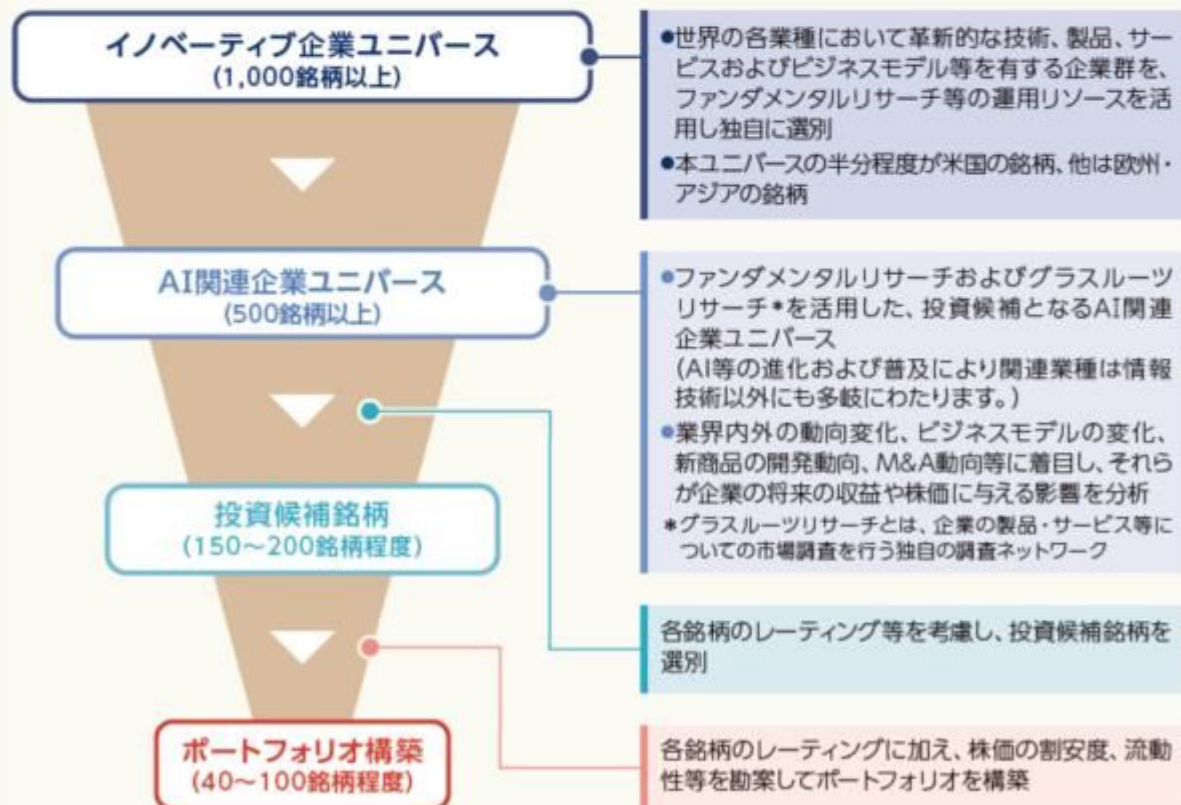 イノベーティブ企業ユニバース
(1,000銘柄以上)
●世界の各業種において革新的な技術、製品、サー
ビスおよびビジネスモデル等を有する企業群を、
ファンダメンタルリサーチ等の運用リソースを活
用し独自に選別
●本ユニバースの半分程度が米国の銘柄、他は欧州・
アジアの銘柄
AI関連企業ユニバース
(500銘柄以上)
●ファンダメンタルリサーチおよびグラスルーツ
リサーチ*を活用した、投資候補となるAI関連
企業ユニバース
(AI等の進化および普及により関連業種は情報
技術以外にも多岐にわたります。)
●業界内外の動向変化、ビジネスモデルの変化、
新商品の開発動向、M&A動向等に着目し、それら
が企業の将来の収益や株価に与える影響を分析
*グラスルーツリサーチとは、企業の製品・サービス等に
ついての市場調査を行う独自の調査ネットワーク
投資候補銘柄
(150～200銘柄程度)
各銘柄のレーティング等を考慮し、投資候補銘柄を
選別
ポートフォリオ構築
(40～100銘柄程度)
各銘柄のレーティングに加え、株価の割安度、流動
性等を勘案してポートフォリオを構築